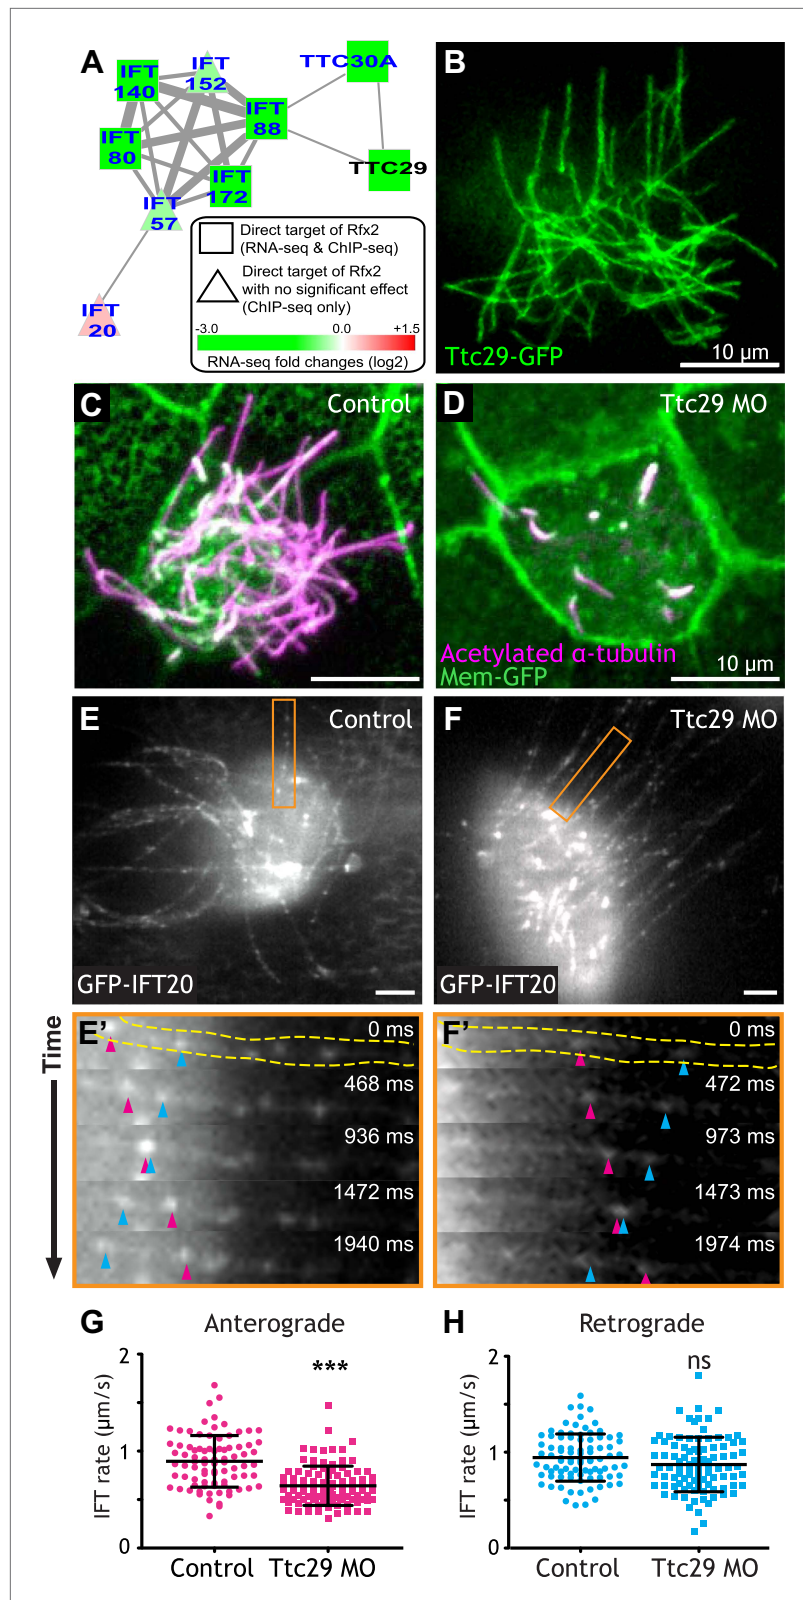 A
IFT
140
IFT
152
TTC30A
IFT
88
IFT
80
IFT
172
TTC29
IFT
57
IFT
20
Direct target of Rfx2
(RNA-seq & ChIP-seq)
Direct target of Rfx2
with no significant effect
(ChIP-seq only)
-3.0 0.0 +1.5
RNA-seq fold changes (log2)
B
Ttc29-GFP
10 µm
C
Control
D
Ttc29 MO
Acetylated α-tubulin
Mem-GFP
10 µm
E
Control
GFP-IFT20
F
Ttc29 MO
GFP-IFT20
Time
E'
0 ms
468 ms
936 ms
1472 ms
1940 ms
F'
0 ms
472 ms
973 ms
1473 ms
1974 ms
G
Anterograde
***
2
1
0
IFT rate (µm/s)
Control Ttc29 MO
H
Retrograde
ns
2
1
0
IFT rate (µm/s)
Control Ttc29 MO